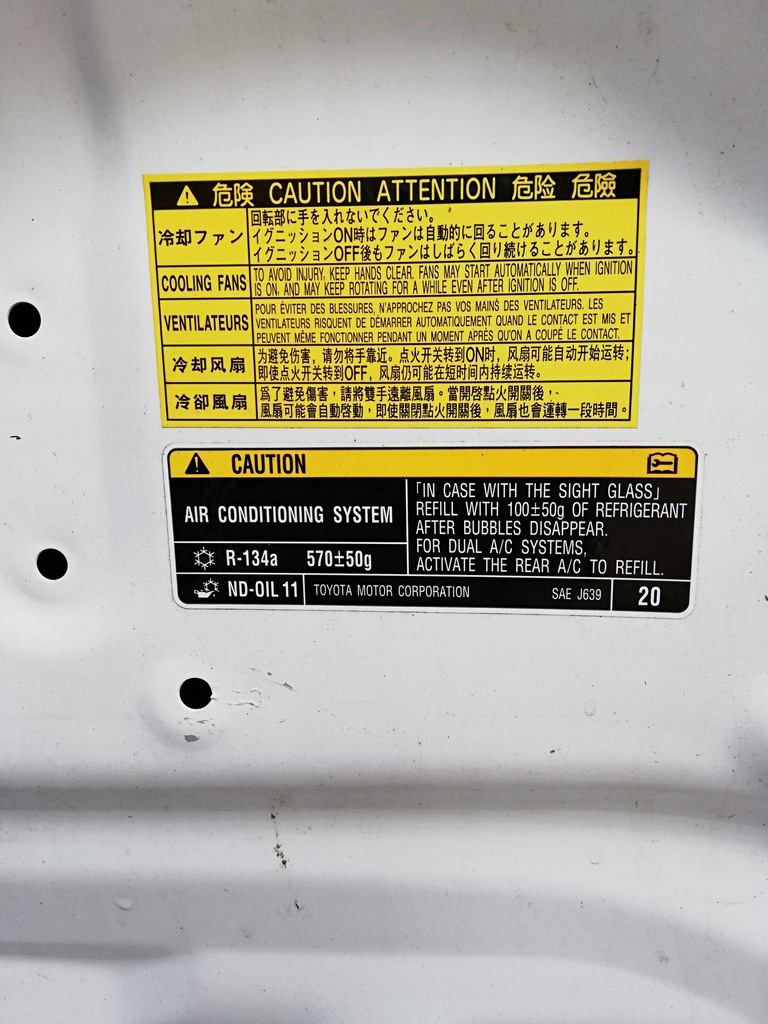 危険 CAUTION ATTENTION 危险 危險
冷却ファン
回転部に手を入れないでください。
イグニッションON時はファンは自動的に回ることがあります。
イグニッションOFF後もファンはしばらく回り続けることがあります。
COOLING FANS
TO AVOID INJURY, KEEP HANDS CLEAR. FANS MAY START AUTOMATICALLY WHEN IGNITION
IS ON, AND MAY KEEP ROTATING FOR A WHILE EVEN AFTER IGNITION IS OFF.
VENTILATEURS
POUR ÉVITER DES BLESSURES, N'APPROCHEZ PAS VOS MAINS DES VENTILATEURS. LES
VENTILATEURS RISQUENT DE DÉMARRER AUTOMATIQUEMENT QUAND LE CONTACT EST MIS ET
PEUVENT MÊME FONCTIONNER PENDANT UN MOMENT APRÈS QU'ON A COUPÉ LE CONTACT.
冷却风扇
为避免伤害，请勿将手靠近。点火开关转到ON时，风扇可能自动开始运转；
即使点火开关转到OFF，风扇仍可能在短时间内持续运转。
冷卻風扇
爲了避免傷害，請將雙手遠離風扇。當開啓點火開關後，
風扇可能會自動啓動，即使關閉點火開關後，風扇也會運轉一段時間。
CAUTION
AIR CONDITIONING SYSTEM
R-134a 570±50g
「IN CASE WITH THE SIGHT GLASS」
REFILL WITH 100±50g OF REFRIGERANT
AFTER BUBBLES DISAPPEAR.
FOR DUAL A/C SYSTEMS,
ACTIVATE THE REAR A/C TO REFILL.
ND-OIL 11
TOYOTA MOTOR CORPORATION SAE J639
20